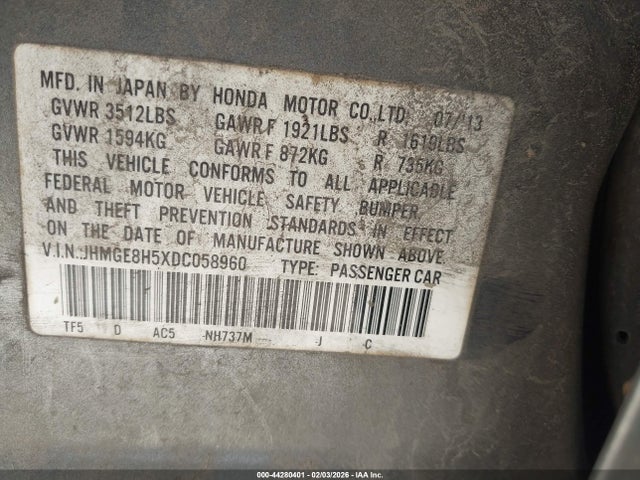 MFD. IN JAPAN BY HONDA MOTOR CO.,LTD. 07/13
GVWR 3512LBS GAWR F 1921LBS R 1619LBS
GVWR 1594KG GAWR F 872KG R 735KG
THIS VEHICLE CONFORMS TO ALL APPLICABLE
FEDERAL MOTOR VEHICLE SAFETY, BUMPER,
AND THEFT PREVENTION STANDARDS IN EFFECT
ON THE DATE OF MANUFACTURE SHOWN ABOVE.
V.I.N.:JHMGE8H5XDC058960 TYPE: PASSENGER CAR
TF5 D AC5 NH737M J C
000-44280401 - 02/03/2026 - IAA Inc.